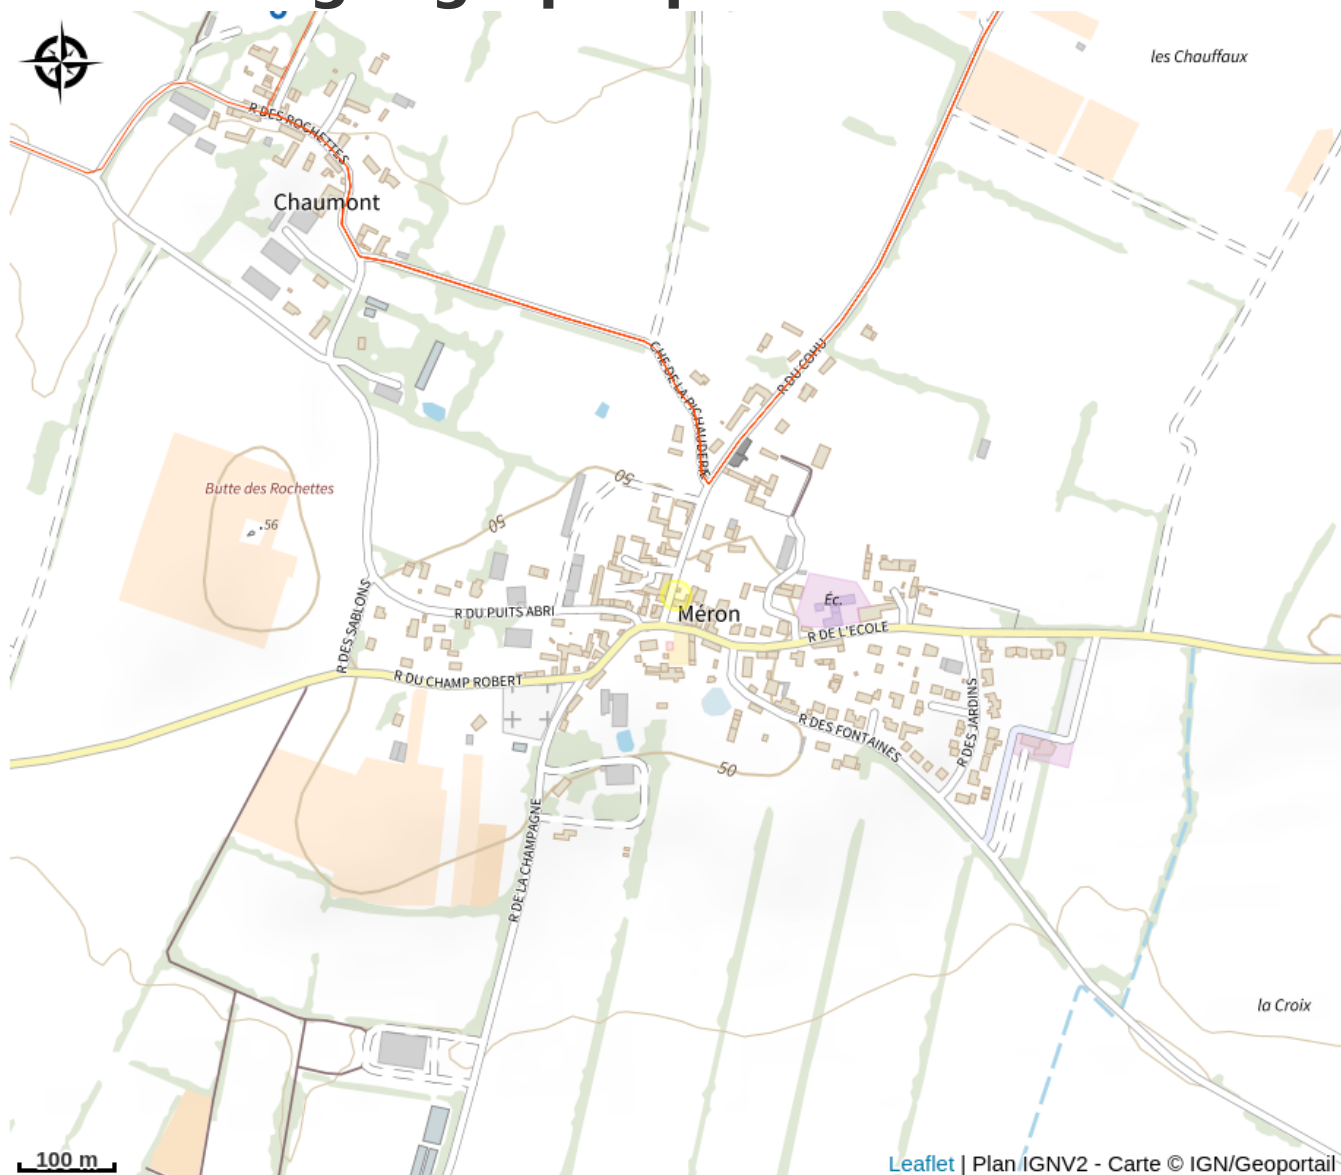 les Chauffaux
R DES ROCHETTES
Chaumont
CHE DE LA PICHAUDERIE
R DU COHU
50
Butte des Rochettes
.56
50
R DES SABLONS
R DU PUITS ABRI
Méron
Éc.
R DE L'ECOLE
R DU CHAMP ROBERT
R DES FONTAINES
R DES JARDINS
50
R DE LA CHAMPAGNE
la Croix
100 m
Leaflet | Plan IGNV2 - Carte © IGN/Geoportail